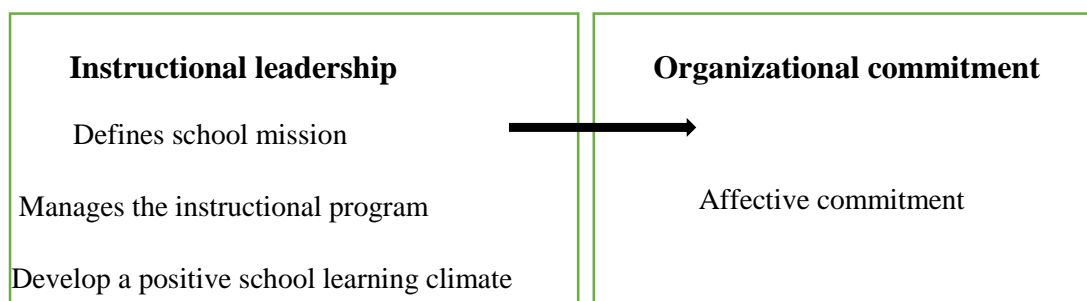 Instructional leadership
Defines school mission
Manages the instructional program
Develop a positive school learning climate
Organizational commitment
Affective commitment